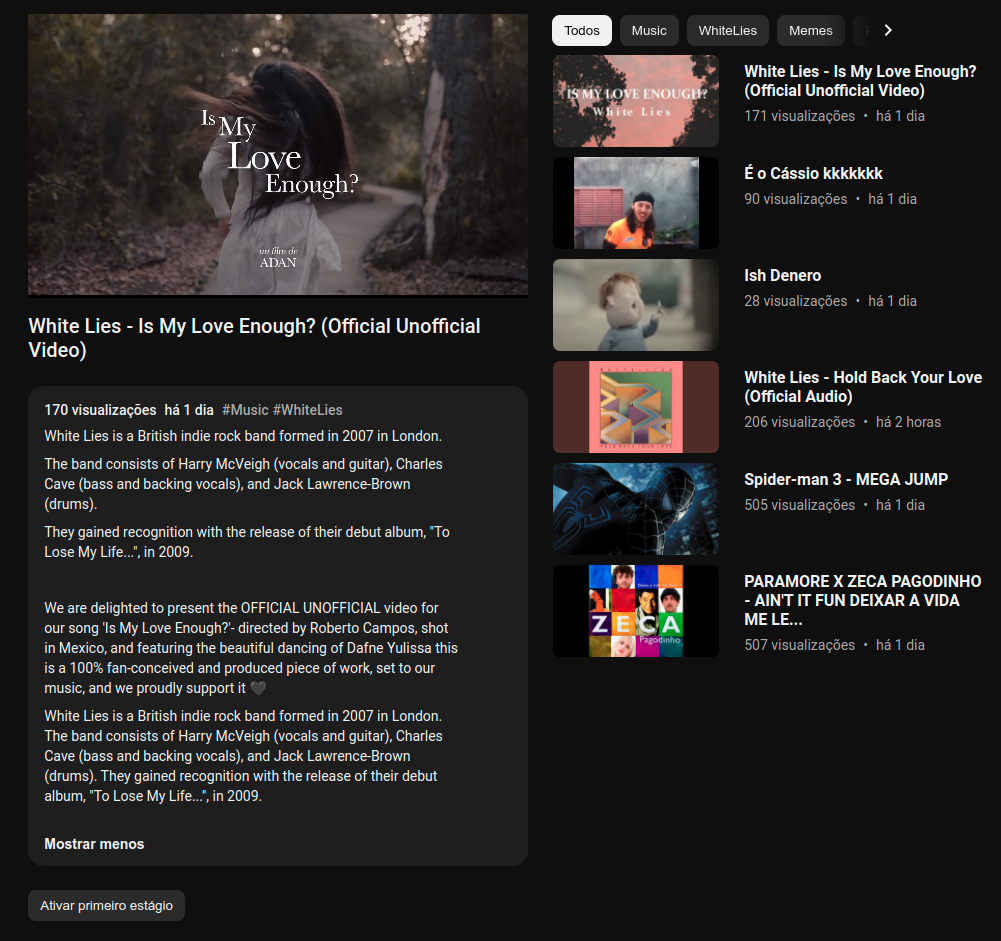 Is
My
Love
Enough?
un film de
ADAN
White Lies - Is My Love Enough? (Official Unofficial
Video)
170 visualizações há 1 dia #Music #WhiteLies
White Lies is a British indie rock band formed in 2007 in London.
The band consists of Harry McVeigh (vocals and guitar), Charles
Cave (bass and backing vocals), and Jack Lawrence-Brown
(drums).
They gained recognition with the release of their debut album, "To
Lose My Life...", in 2009.
We are delighted to present the OFFICIAL UNOFFICIAL video for
our song 'Is My Love Enough?'- directed by Roberto Campos, shot
in Mexico, and featuring the beautiful dancing of Dafne Yulissa this
is a 100% fan-conceived and produced piece of work, set to our
music, and we proudly support it 🖤
White Lies is a British indie rock band formed in 2007 in London.
The band consists of Harry McVeigh (vocals and guitar), Charles
Cave (bass and backing vocals), and Jack Lawrence-Brown
(drums). They gained recognition with the release of their debut
album, "To Lose My Life...", in 2009.
Mostrar menos
Ativar primeiro estágio
Todos Music WhiteLies Memes
IS MY LOVE ENOUGH?
White Lies
White Lies - Is My Love Enough?
(Official Unofficial Video)
171 visualizações • há 1 dia
É o Cássio kkkkkkk
90 visualizações • há 1 dia
Ish Denero
28 visualizações • há 1 dia
WHITE LIES
White Lies - Hold Back Your Love
(Official Audio)
206 visualizações • há 2 horas
Spider-man 3 - MEGA JUMP
505 visualizações • há 1 dia
ZECA
Pagodinho
PARAMORE X ZECA PAGODINHO
- AIN'T IT FUN DEIXAR A VIDA
ME LE...
507 visualizações • há 1 dia